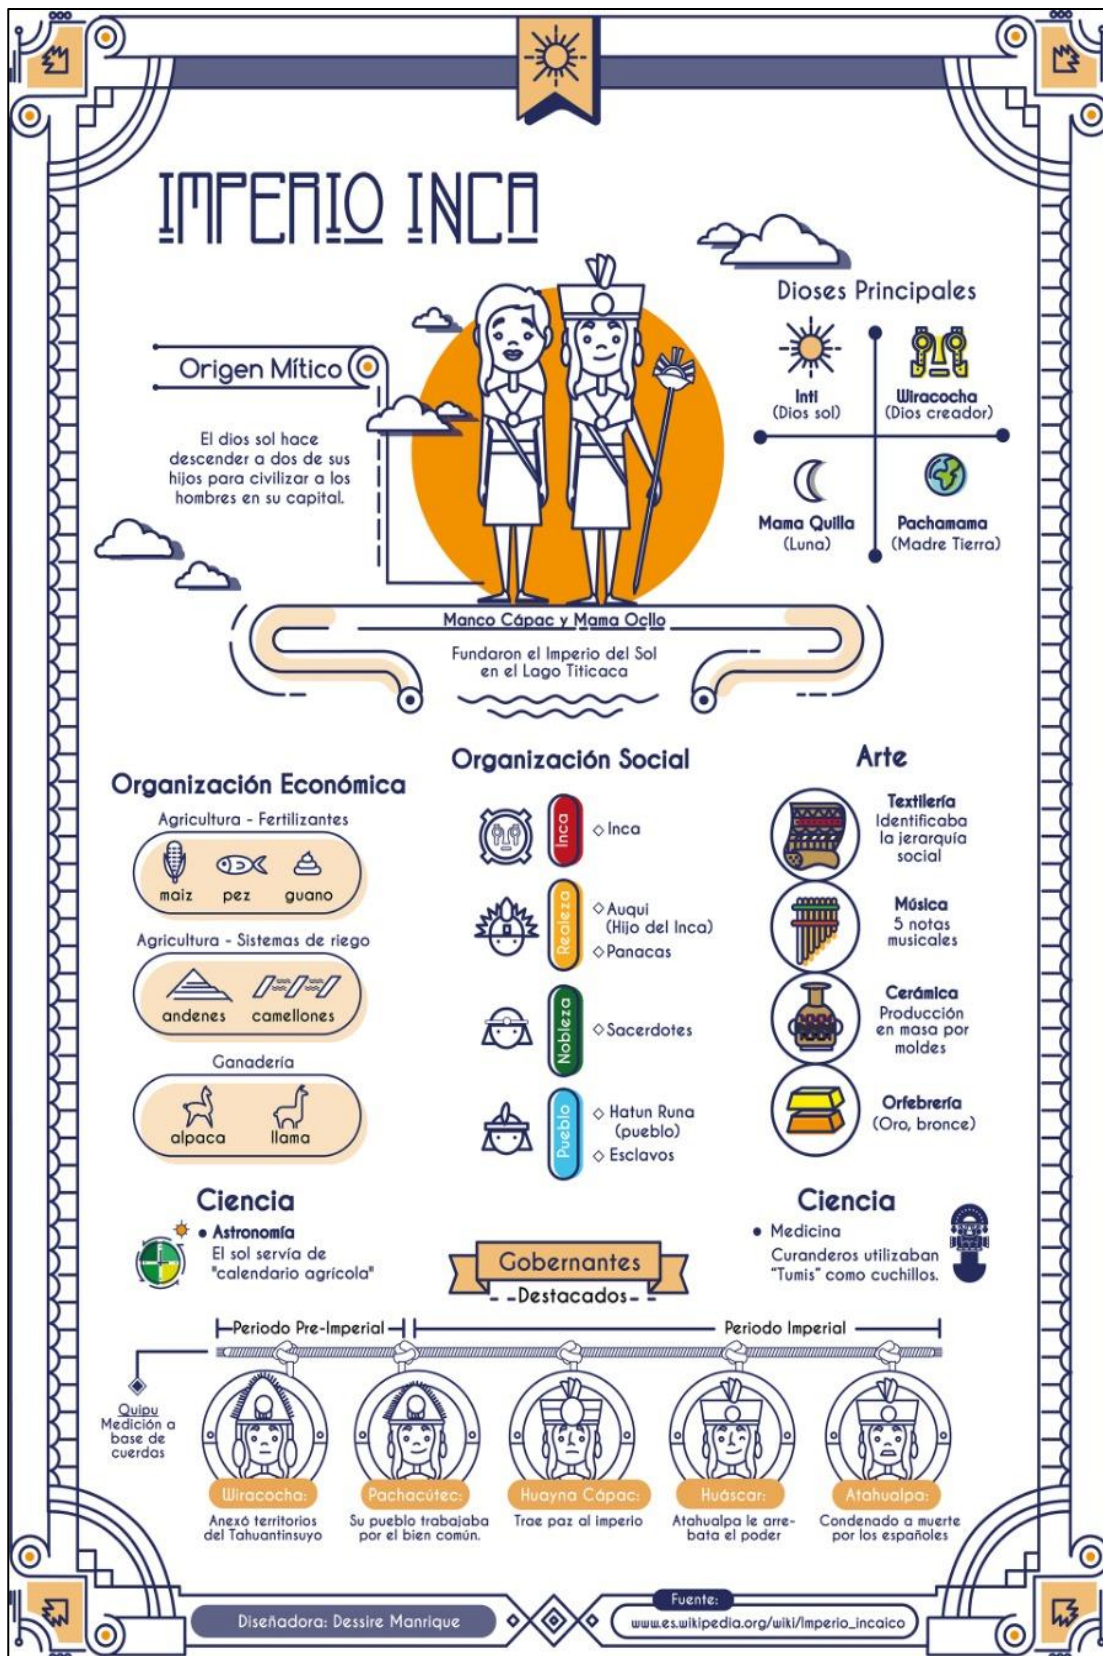 IMPERIO INCA
Origen Mítico
El dios sol hace
descender a dos de sus
hijos para civilizar a los
hombres en su capital.
Dioses Principales
Inti
(Dios sol)
Wiracocha
(Dios creador)
Mama Quilla
(Luna)
Pachamama
(Madre Tierra)
Manco Cápac y Mama Ocllo
Fundaron el Imperio del Sol
en el Lago Titicaca
Organización Económica
Agricultura - Fertilizantes
maiz
pez
guano
Agricultura - Sistemas de riego
andenes
camellones
Ganadería
alpaca
llama
Organización Social
Inca
◇ Inca
Realeza
◇ Auqui
(Hijo del Inca)
◇ Panacas
Nobleza
◇ Sacerdotes
Pueblo
◇ Hatun Runa
(pueblo)
◇ Esclavos
Arte
Textilería
Identificaba
la jerarquía
social
Música
5 notas
musicales
Cerámica
Producción
en masa por
moldes
Orfebrería
(Oro, bronce)
Ciencia
• Astronomía
El sol servía de
"calendario agrícola"
Ciencia
• Medicina
Curanderos utilizaban
"Tumis" como cuchillos.
Gobernantes
Destacados
Periodo Pre-Imperial
Periodo Imperial
Quipu
Medición a
base de
cuerdas
Wiracocha:
Anexó territorios
del Tahuantinsuyo
Pachacútec:
Su pueblo trabajaba
por el bien común.
Huayna Cápac:
Trae paz al imperio
Huáscar:
Atahualpa le arre-
bata el poder
Atahualpa:
Condenado a muerte
por los españoles
Diseñadora: Dessire Manrique
Fuente:
www.es.wikipedia.org/wiki/Imperio_incaico